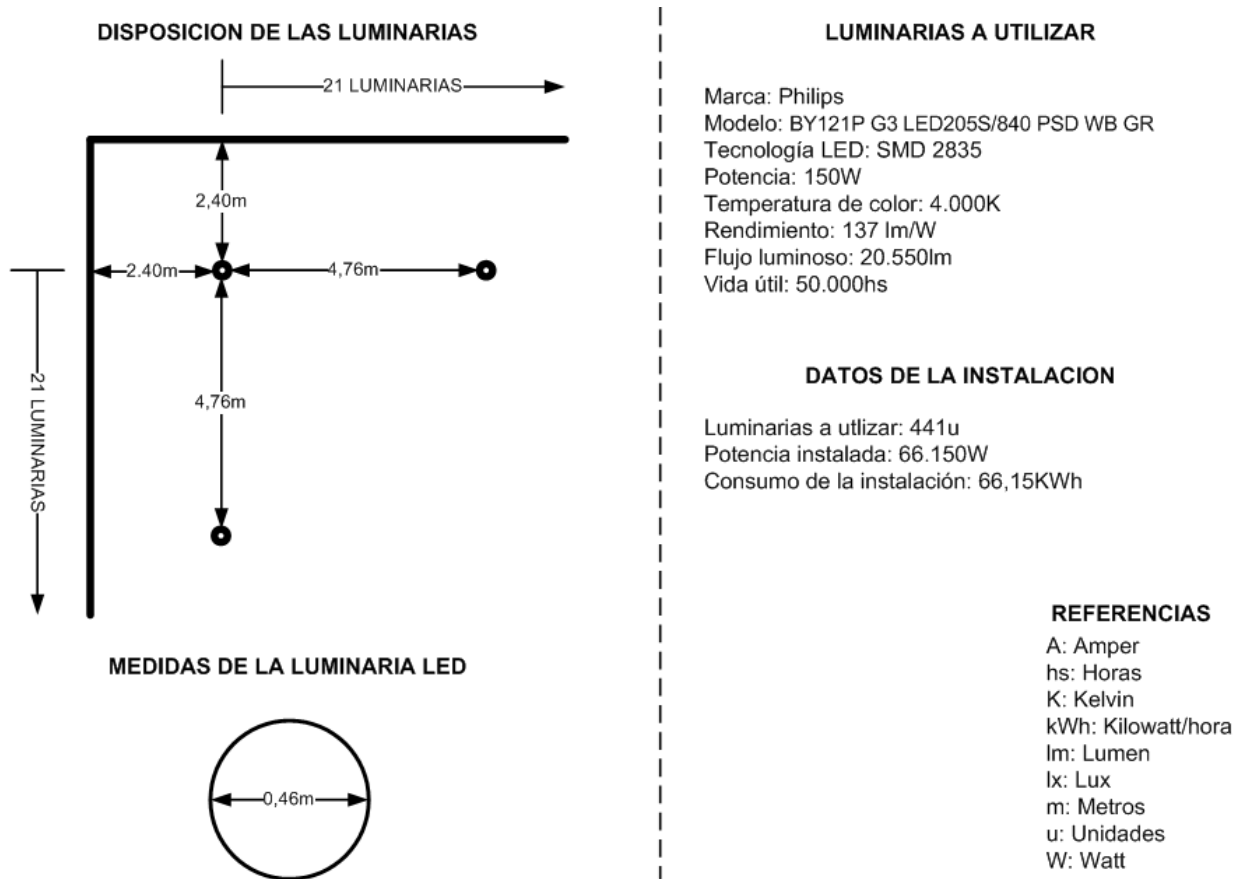 DISPOSICION DE LAS LUMINARIAS
21 LUMINARIAS
2,40m
2.40m
4,76m
4,76m
21 LUMINARIAS
MEDIDAS DE LA LUMINARIA LED
0,46m
LUMINARIAS A UTILIZAR
Marca: Philips
Modelo: BY121P G3 LED205S/840 PSD WB GR
Tecnología LED: SMD 2835
Potencia: 150W
Temperatura de color: 4.000K
Rendimiento: 137 lm/W
Flujo luminoso: 20.550lm
Vida útil: 50.000hs
DATOS DE LA INSTALACION
Luminarias a utlizar: 441u
Potencia instalada: 66.150W
Consumo de la instalación: 66,15KWh
REFERENCIAS
A: Amper
hs: Horas
K: Kelvin
kWh: Kilowatt/hora
lm: Lumen
lx: Lux
m: Metros
u: Unidades
W: Watt